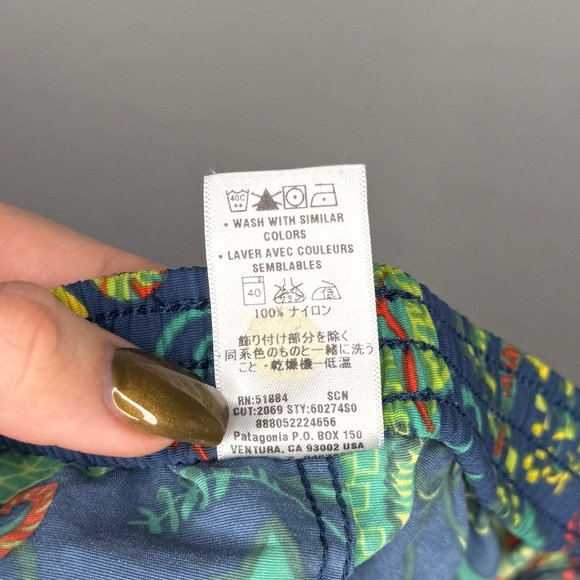 40C
• WASH WITH SIMILAR
COLORS
• LAVER AVEC COULEURS
SEMBLABLES
40 低
100% ナイロン
飾り付け部分を除く
同系色のものと一緒に洗う
こと・乾燥機-低温
RN:51884 SCN
CUT:2069 STY:60274S0
888052224656
Patagonia P.O. BOX 150
VENTURA, CA 93002 USA